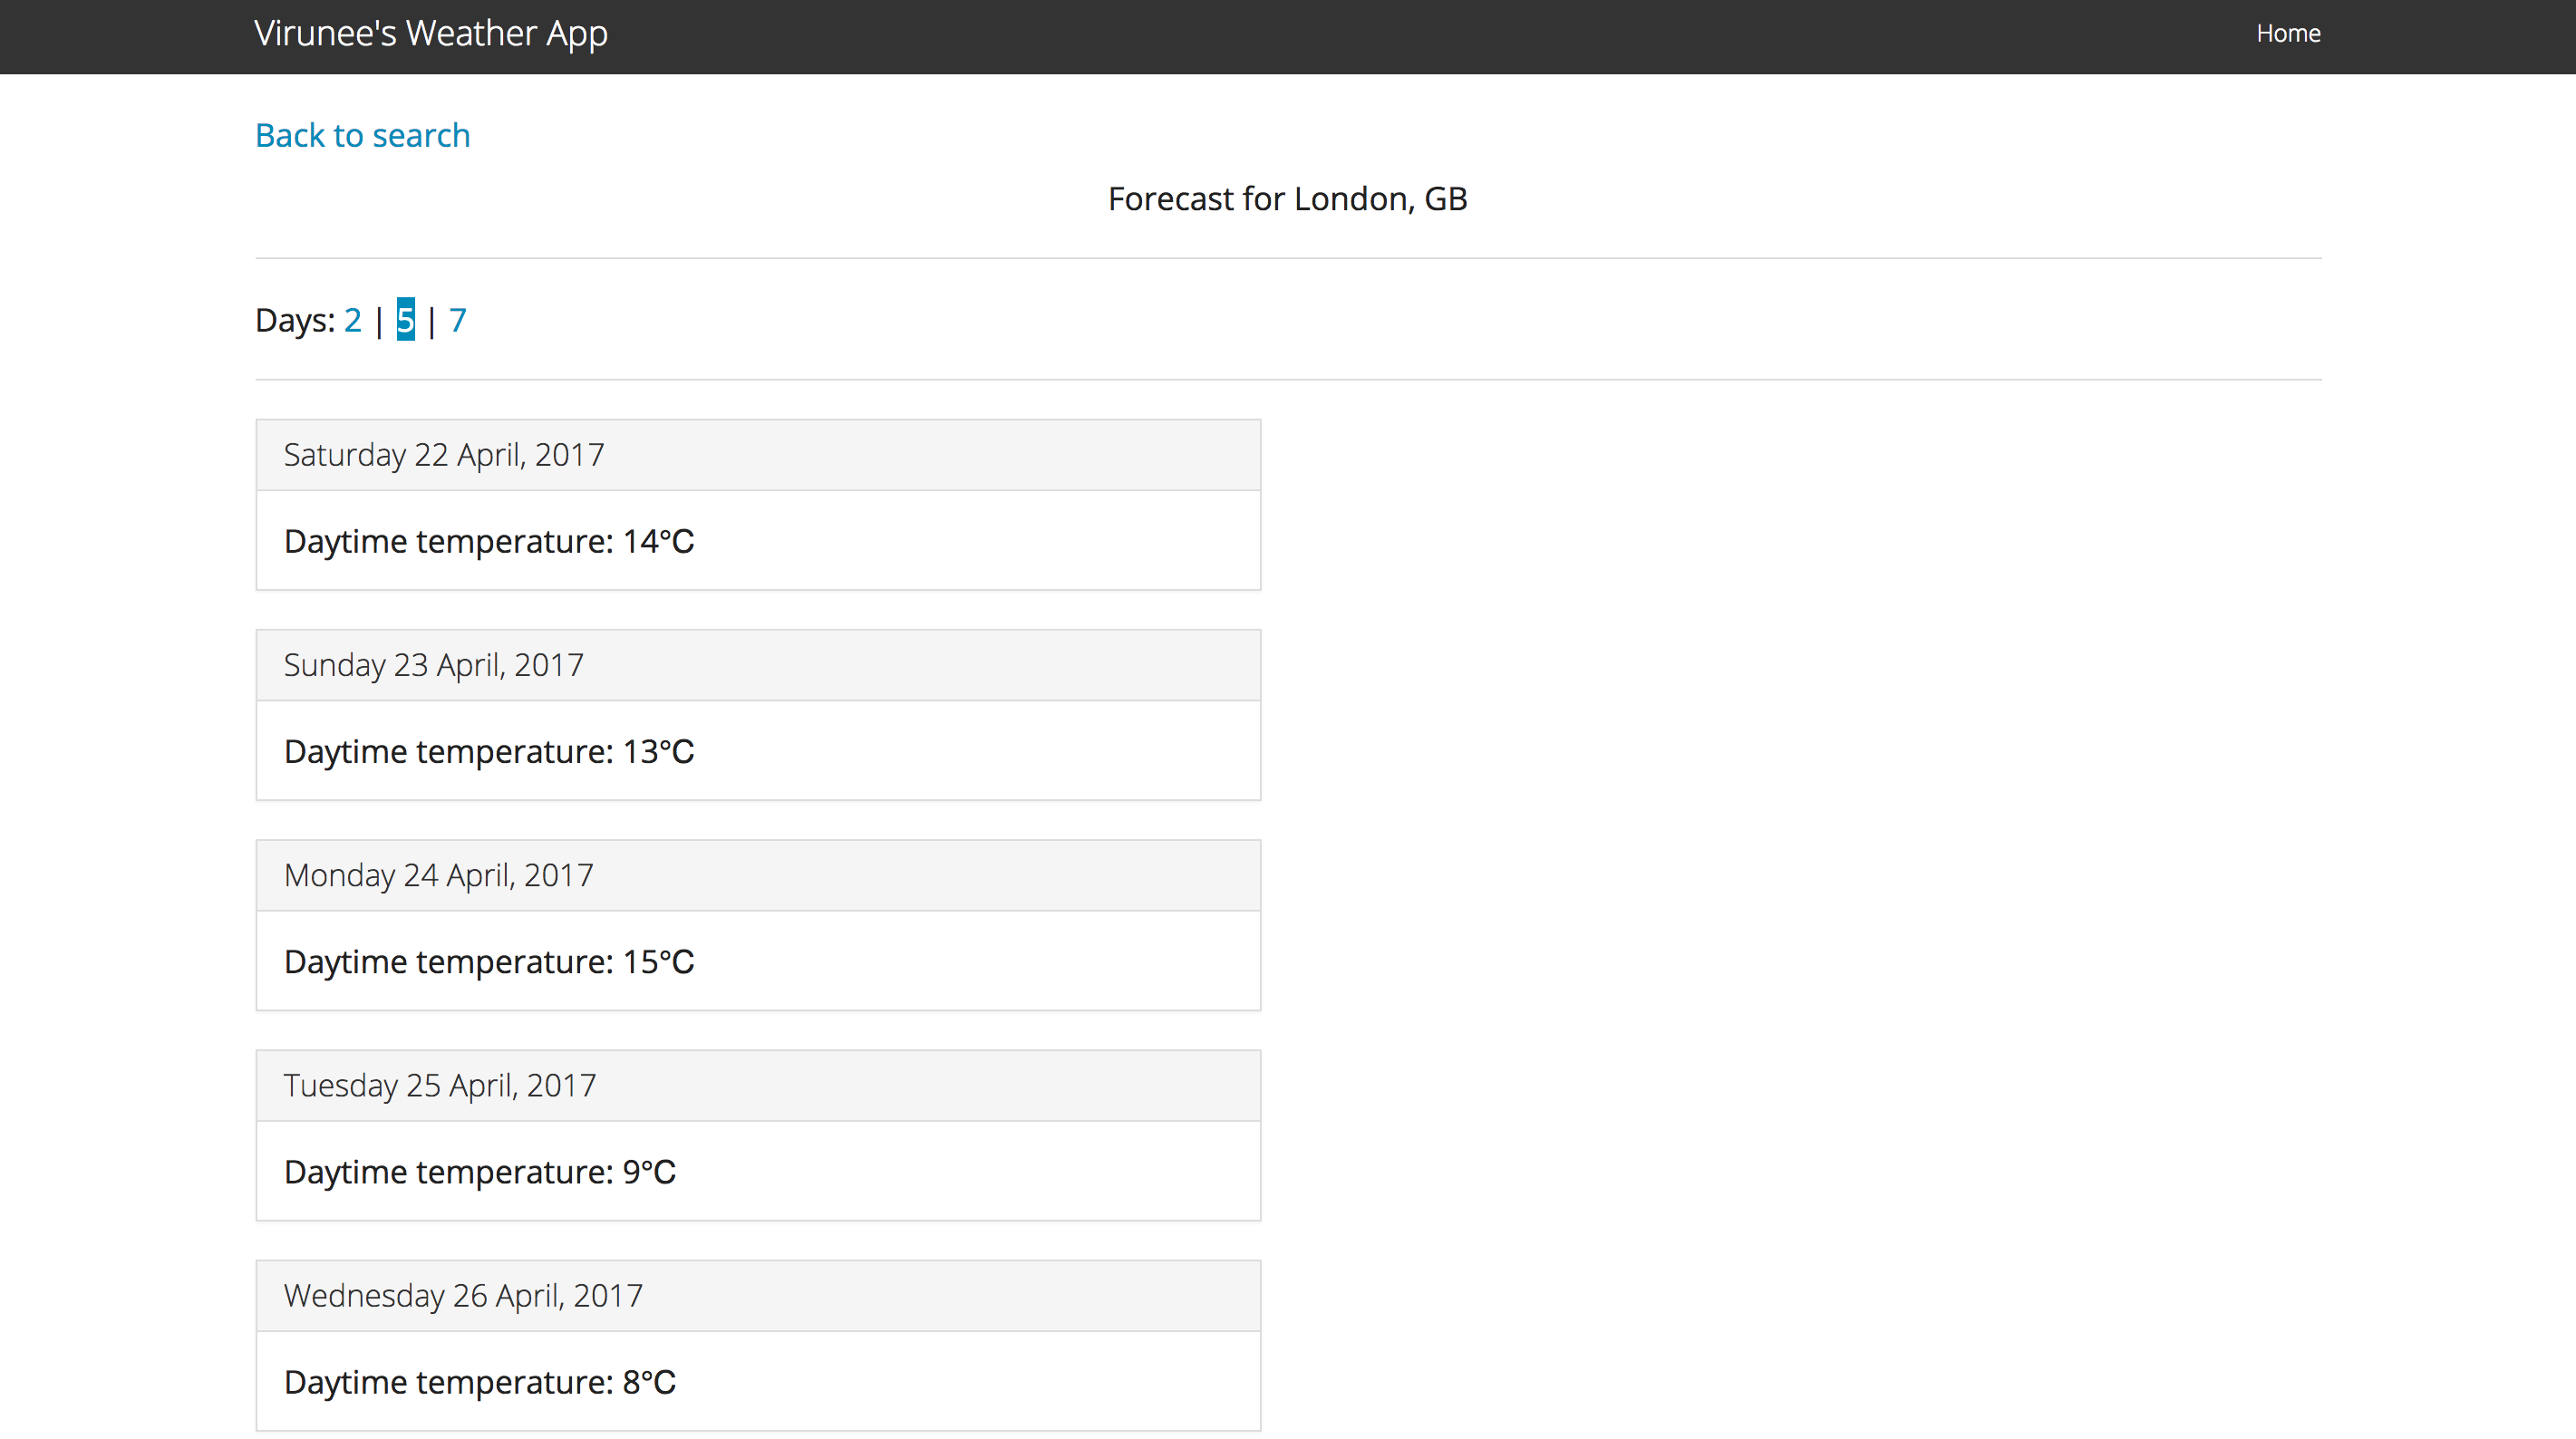 Virunee's Weather App
Home
Back to search
Forecast for London, GB
Days: 2 | 5 | 7
Saturday 22 April, 2017
Daytime temperature: 14°C
Sunday 23 April, 2017
Daytime temperature: 13°C
Monday 24 April, 2017
Daytime temperature: 15°C
Tuesday 25 April, 2017
Daytime temperature: 9°C
Wednesday 26 April, 2017
Daytime temperature: 8°C